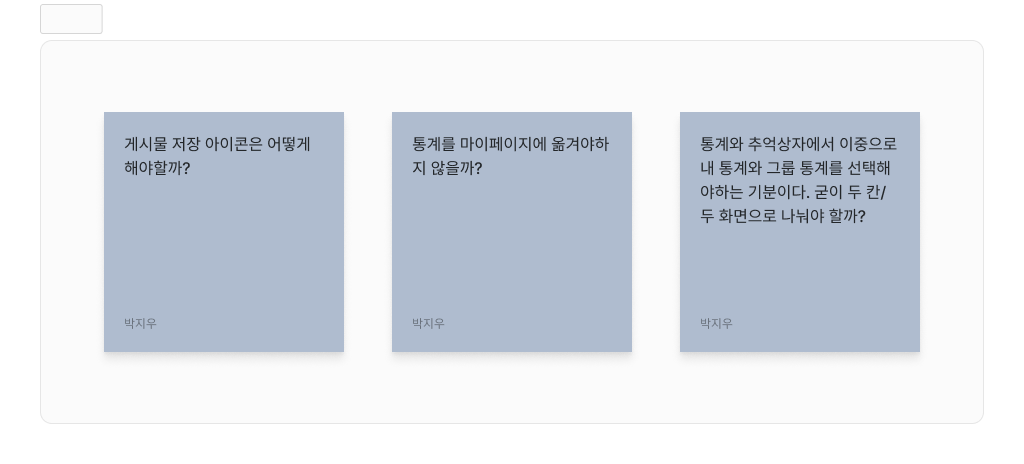 게시물 저장 아이콘은 어떻게
해야할까?
박지우
통계를 마이페이지에 옮겨야하
지 않을까?
박지우
통계와 추억상자에서 이중으로
내 통계와 그룹 통계를 선택해
야하는 기분이다. 굳이 두 칸/
두 화면으로 나눠야 할까?
박지우